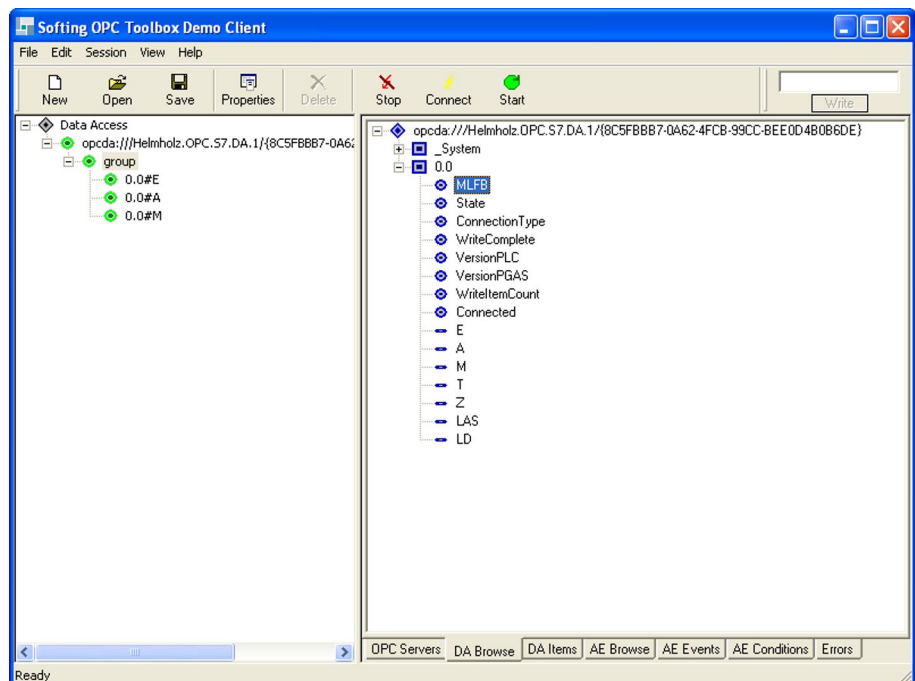 Softing OPC Toolbox Demo Client
File Edit Session View Help
New Open Save Properties Delete Stop Connect Start Write
Data Access
opcda:///Helmholz.OPC.S7.DA.1/{8C5FBBB7-0A62
group
0.0#E
0.0#A
0.0#M
opcda:///Helmholz.OPC.S7.DA.1/{8C5FBBB7-0A62-4FCB-99CC-BEE0D4B0B6DE}
_System
0.0
MLFB
State
ConnectionType
WriteComplete
VersionPLC
VersionPGAS
WriteItemCount
Connected
E
A
M
T
Z
LAS
LD
OPC Servers DA Browse DA Items AE Browse AE Events AE Conditions Errors
Ready